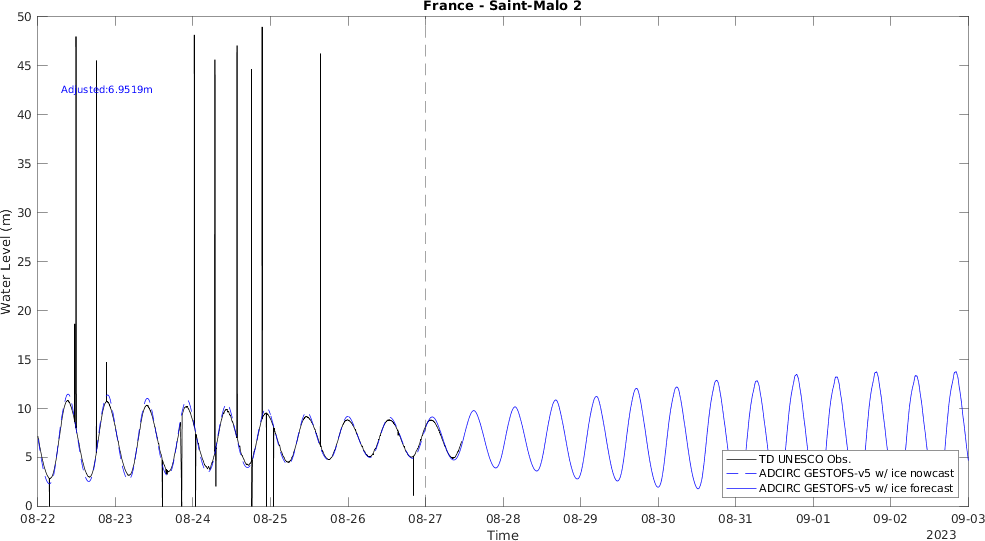 France - Saint-Malo 2
Water Level (m)
50
45
40
35
30
25
20
15
10
5
0
Adjusted:6.9519m
TD UNESCO Obs.
ADCIRC GESTOFS-v5 w/ ice nowcast
ADCIRC GESTOFS-v5 w/ ice forecast
08-22 08-23 08-24 08-25 08-26 08-27 08-28 08-29 08-30 08-31 09-01 09-02 09-03
Time
2023